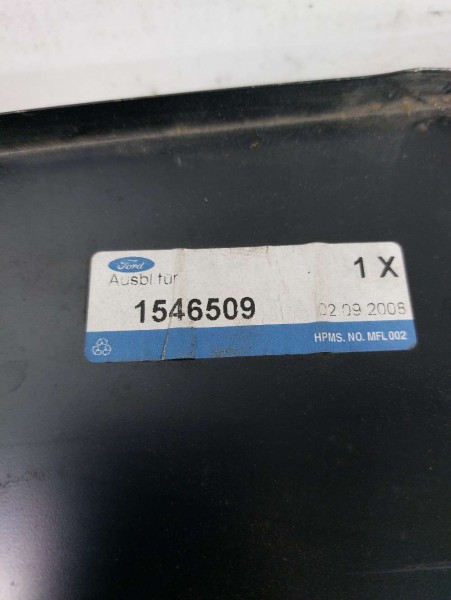 Ford
Ausbl tür
1 X
1546509
02 09 2008
HPMS. NO. MFL 002